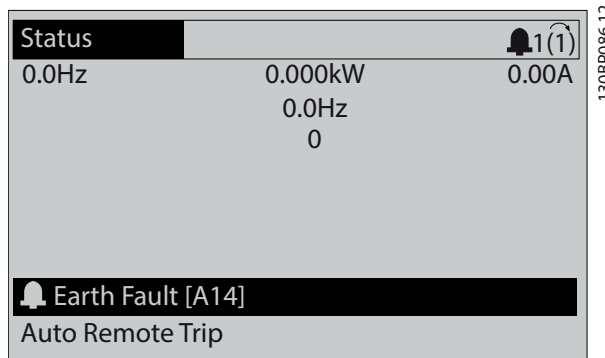 Status 1(1)
0.0Hz 0.000kW 0.00A
0.0Hz
0
Earth Fault [A14]
Auto Remote Trip
130BP086.12